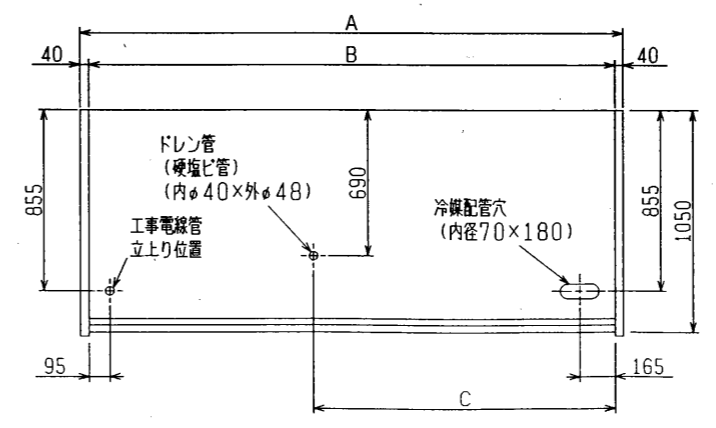 A
40
B
40
ドレン管
(硬塩ビ管)
(内φ40×外φ48)
690
855
855
1050
冷媒配管穴
(内径70×180)
工事電線管
立上り位置
95
165
C